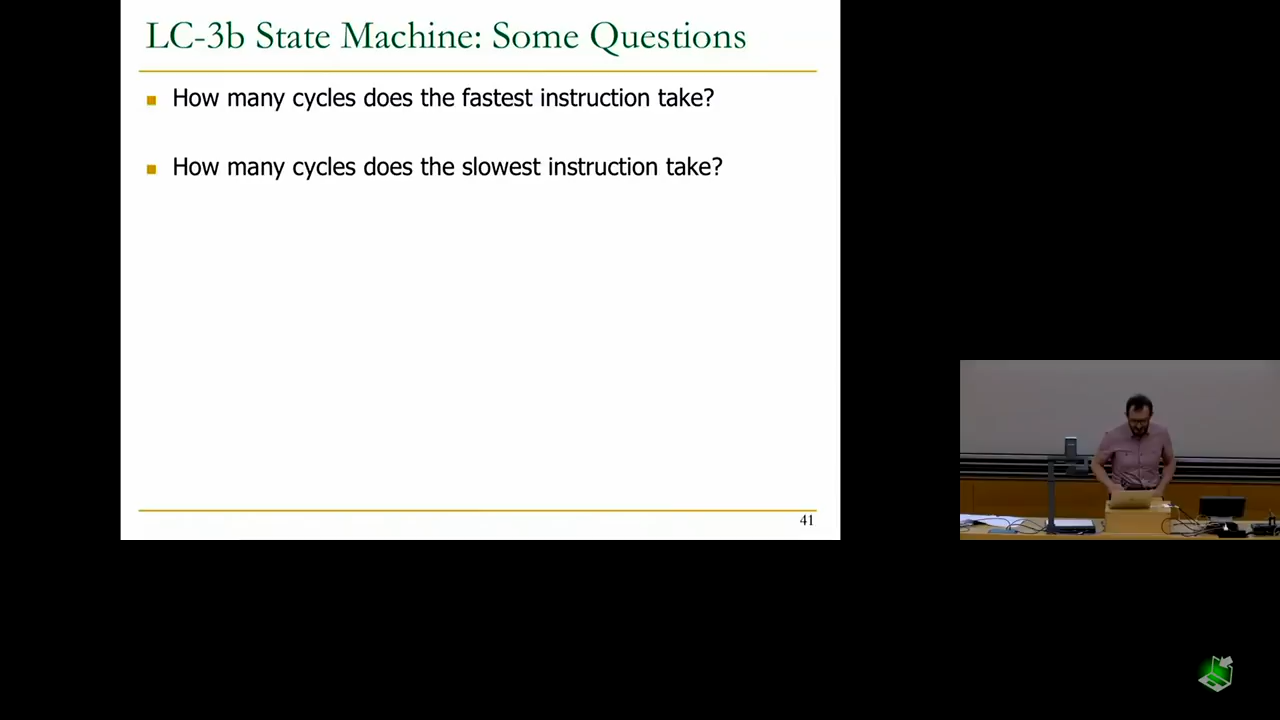 LC-3b State Machine: Some Questions
How many cycles does the fastest instruction take?
How many cycles does the slowest instruction take?
41